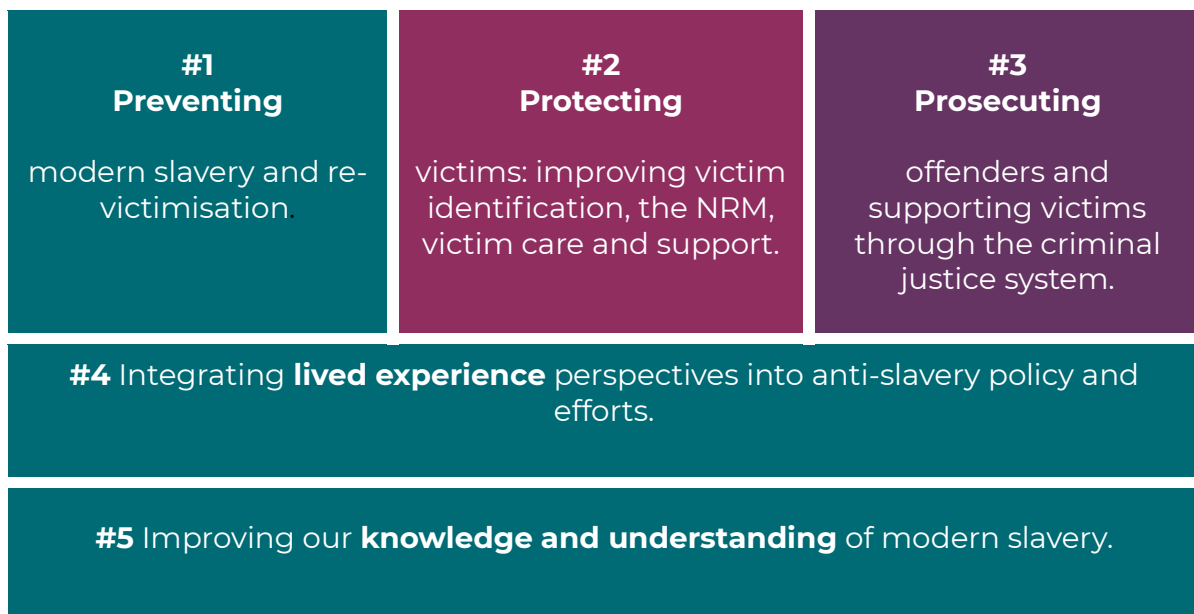 #1
Preventing
modern slavery and re-
victimisation.
#2
Protecting
victims: improving victim
identification, the NRM,
victim care and support.
#3
Prosecuting
offenders and
supporting victims
through the criminal
justice system.
#4 Integrating lived experience perspectives into anti-slavery policy and
efforts.
#5 Improving our knowledge and understanding of modern slavery.